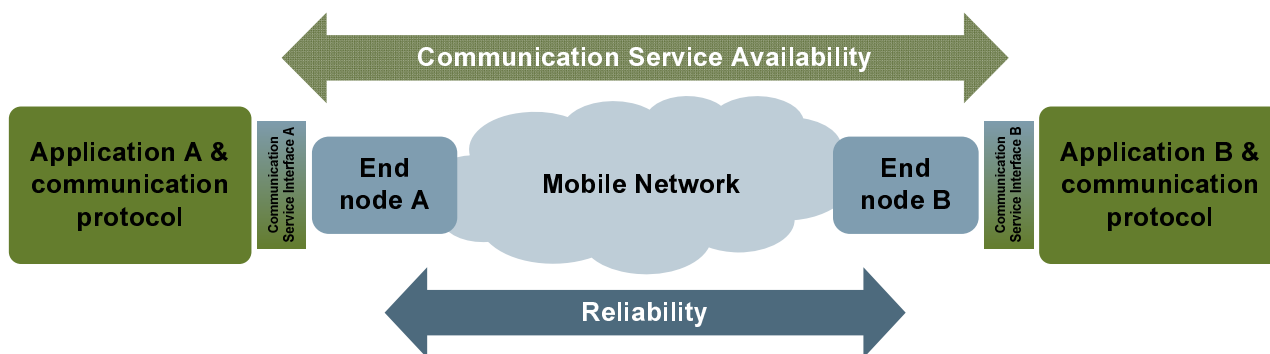 Communication Service Availability
Application A &
communication
protocol
Communication
Service Interface A
End
node A
Mobile Network
End
node B
Communication
Service Interface B
Application B &
communication
protocol
Reliability